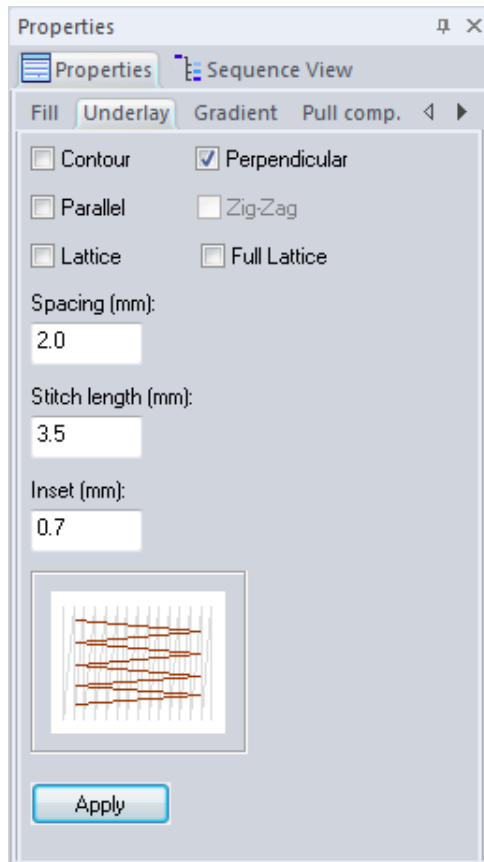 Properties
Properties Sequence View
Fill Underlay Gradient Pull comp.
Contour Perpendicular
Parallel Zig-Zag
Lattice Full Lattice
Spacing (mm):
2.0
Stitch length (mm):
3.5
Inset (mm):
0.7
Apply